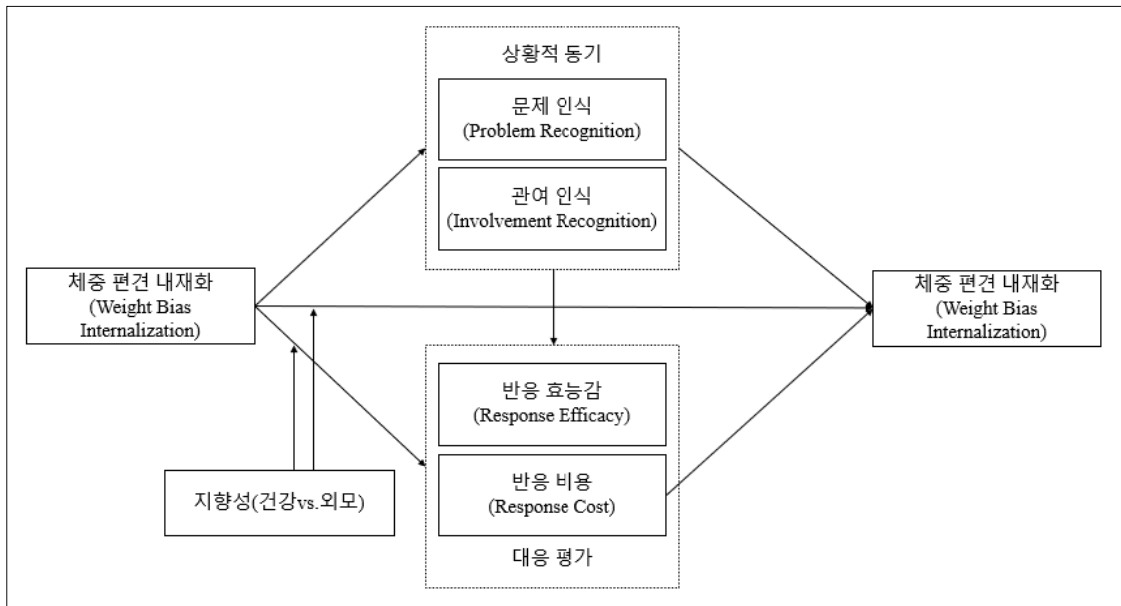 상황적 동기
문제 인식
(Problem Recognition)
관여 인식
(Involvement Recognition)
체중 편견 내재화
(Weight Bias
Internalization)
체중 편견 내재화
(Weight Bias
Internalization)
반응 효능감
(Response Efficacy)
지향성(건강vs.외모)
반응 비용
(Response Cost)
대응 평가